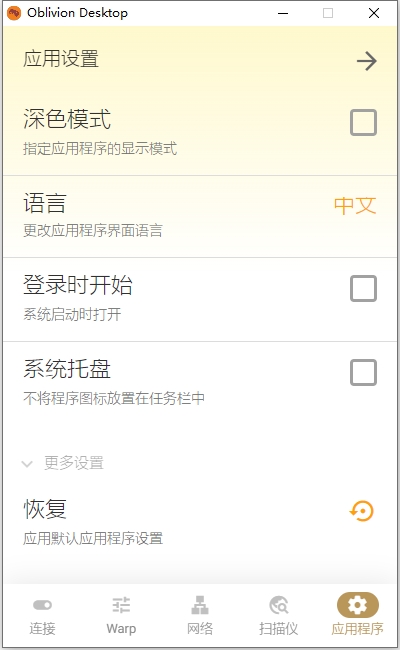 Oblivion Desktop
应用设置
深色模式
指定应用程序的显示模式
语言
中文
更改应用程序界面语言
登录时开始
系统启动时打开
系统托盘
不将程序图标放置在任务栏中
更多设置
恢复
应用默认应用程序设置
连接
Warp
网络
扫描仪
应用程序